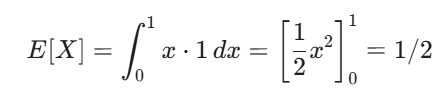 E[X] = ∫₀¹ x · 1 dx = [½x²]₀¹ = 1/2